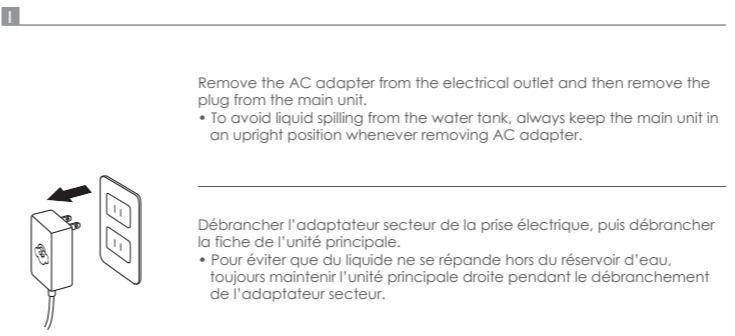 1
Remove the AC adapter from the electrical outlet and then remove the
plug from the main unit.
• To avoid liquid spilling from the water tank, always keep the main unit in
an upright position whenever removing AC adapter.
Débrancher l’adaptateur secteur de la prise électrique, puis débrancher
la fiche de l’unité principale.
• Pour éviter que du liquide ne se répande hors du réservoir d’eau,
toujours maintenir l’unité principale droite pendant le débranchement
de l’adaptateur secteur.